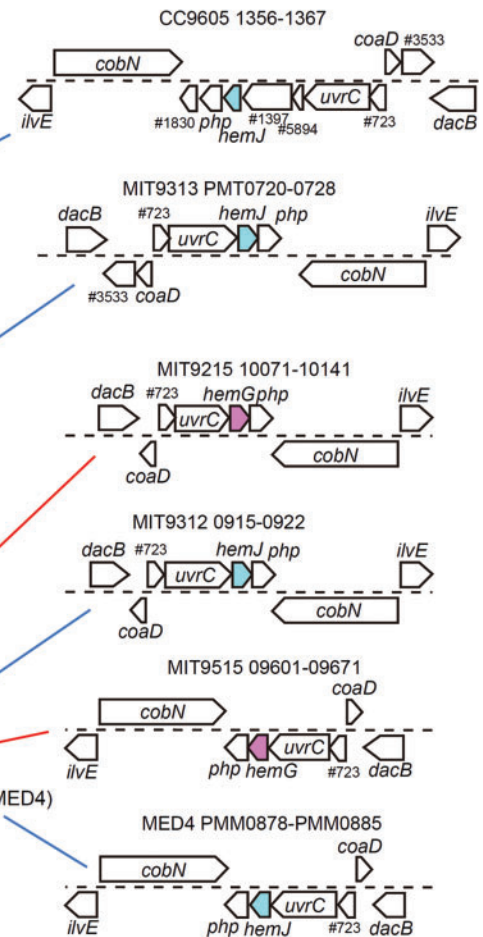 CC9605 1356-1367
coaD #3533
cobN
uvrC
ilvE #1830 php hemJ #1397 #5894 #723 dacB
MIT9313 PMT0720-0728
dacB #723 hemJ php ilvE
uvrC
#3533 coaD cobN
MIT9215 10071-10141
dacB #723 hemG php ilvE
uvrC
coaD cobN
MIT9312 0915-0922
dacB #723 hemJ php ilvE
uvrC
coaD cobN
MIT9515 09601-09671
coaD
cobN
uvrC
ilvE php hemG #723 dacB
MED4)
MED4 PMM0878-PMM0885
coaD
cobN
uvrC
ilvE php hemJ #723 dacB